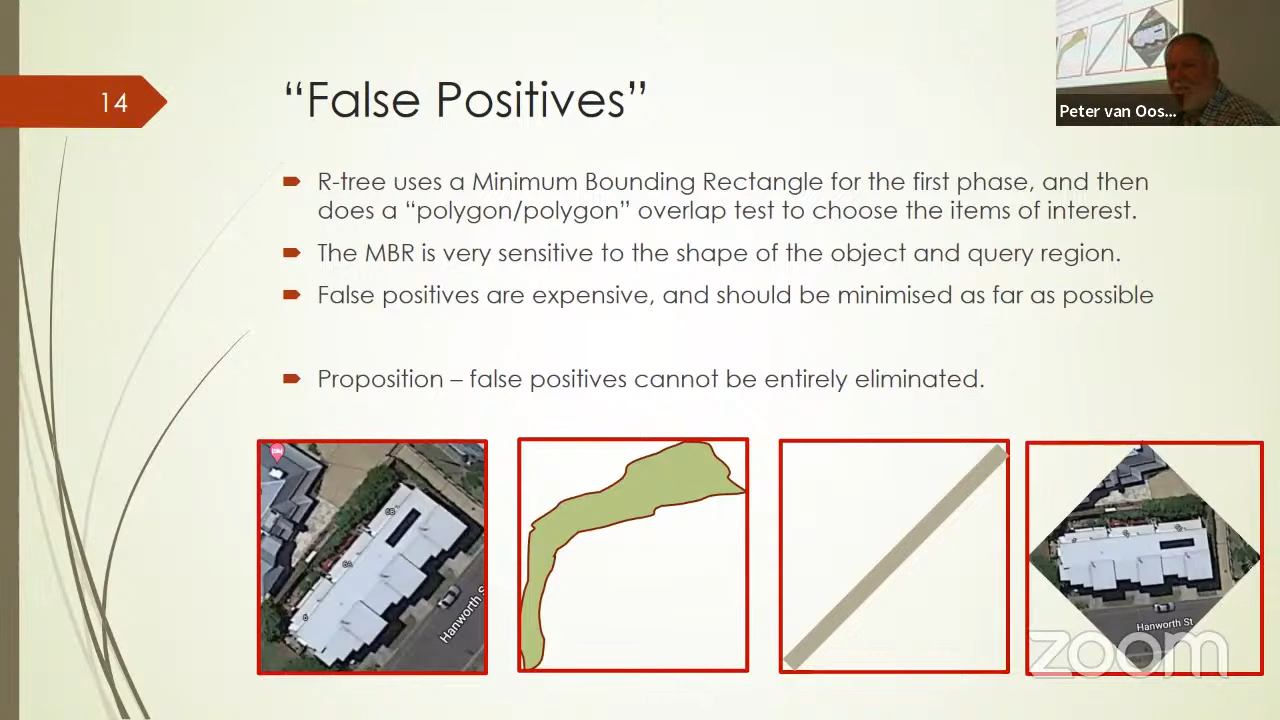 14
“False Positives”
Peter van Oos...
R-tree uses a Minimum Bounding Rectangle for the first phase, and then
does a “polygon/polygon” overlap test to choose the items of interest.
The MBR is very sensitive to the shape of the object and query region.
False positives are expensive, and should be minimised as far as possible
Proposition – false positives cannot be entirely eliminated.
6B
6A
6
Hanworth S
Hanworth St
zoom